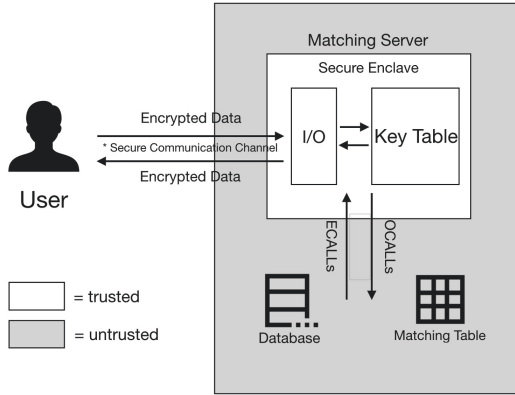 Matching Server
Secure Enclave
Encrypted Data
* Secure Communication Channel
Encrypted Data
I/O
Key Table
User
ECALLs
OCALLs
= trusted
= untrusted
Database
Matching Table